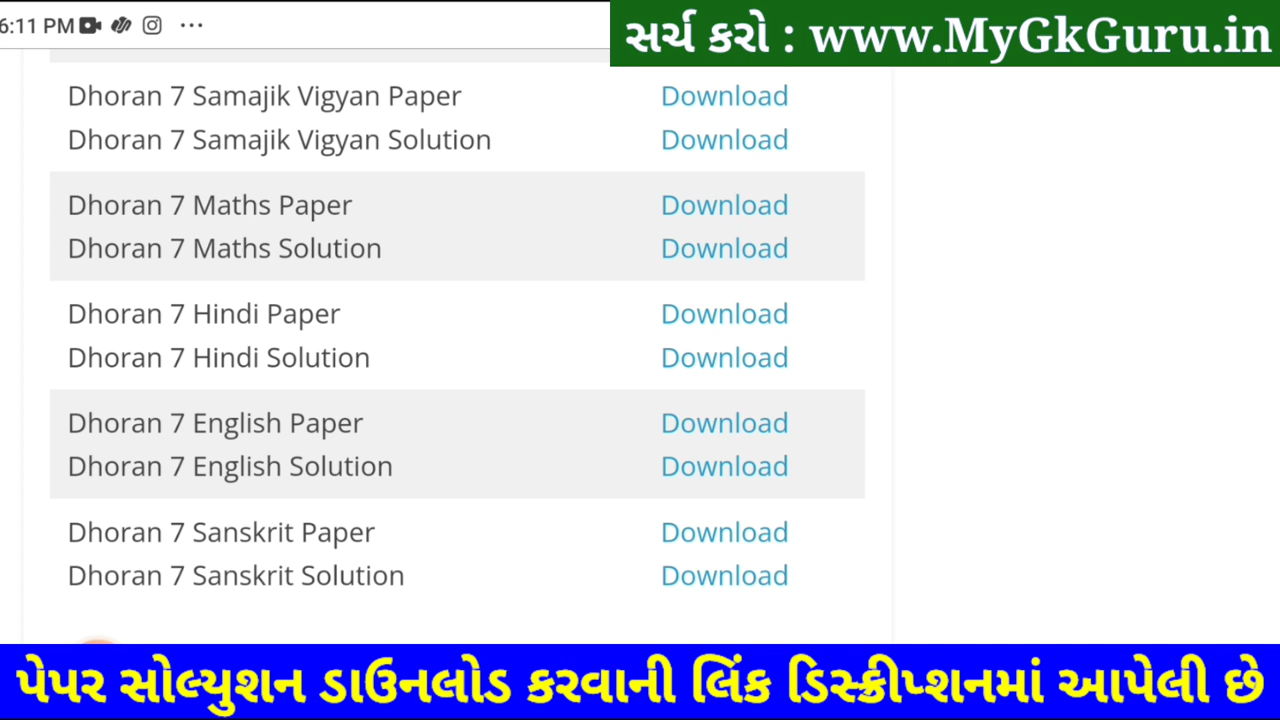 6:11 PM
સર્ચ કરો : www.MyGkGuru.in
Dhoran 7 Samajik Vigyan Paper Download
Dhoran 7 Samajik Vigyan Solution Download
Dhoran 7 Maths Paper Download
Dhoran 7 Maths Solution Download
Dhoran 7 Hindi Paper Download
Dhoran 7 Hindi Solution Download
Dhoran 7 English Paper Download
Dhoran 7 English Solution Download
Dhoran 7 Sanskrit Paper Download
Dhoran 7 Sanskrit Solution Download
પેપર સોલ્યુશન ડાઉનલોડ કરવાની લિંક ડિસ્ક્રીપ્શનમાં આપેલી છે